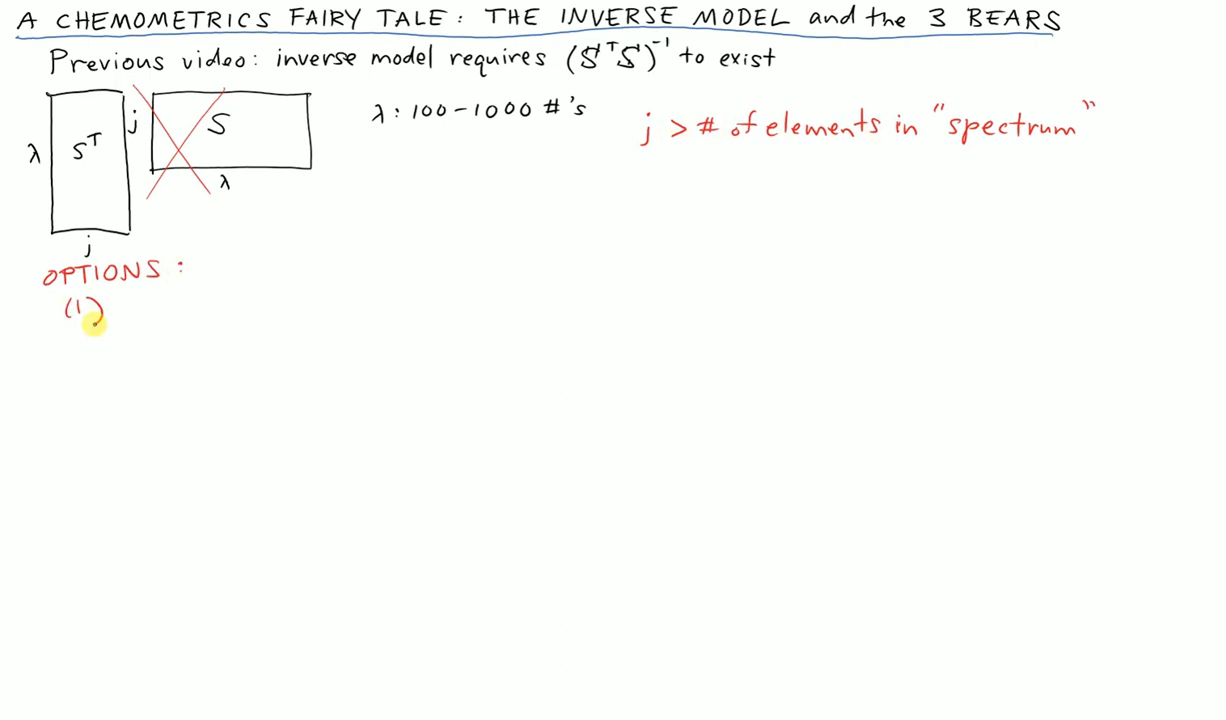 A CHEMOMETRICS FAIRY TALE: THE INVERSE MODEL and the 3 BEARS
Previous video: inverse model requires (SᵀS)⁻¹ to exist
λ Sᵀ j
j S λ
λ: 100-1000 #'s
j > # of elements in "spectrum"
OPTIONS:
(1)